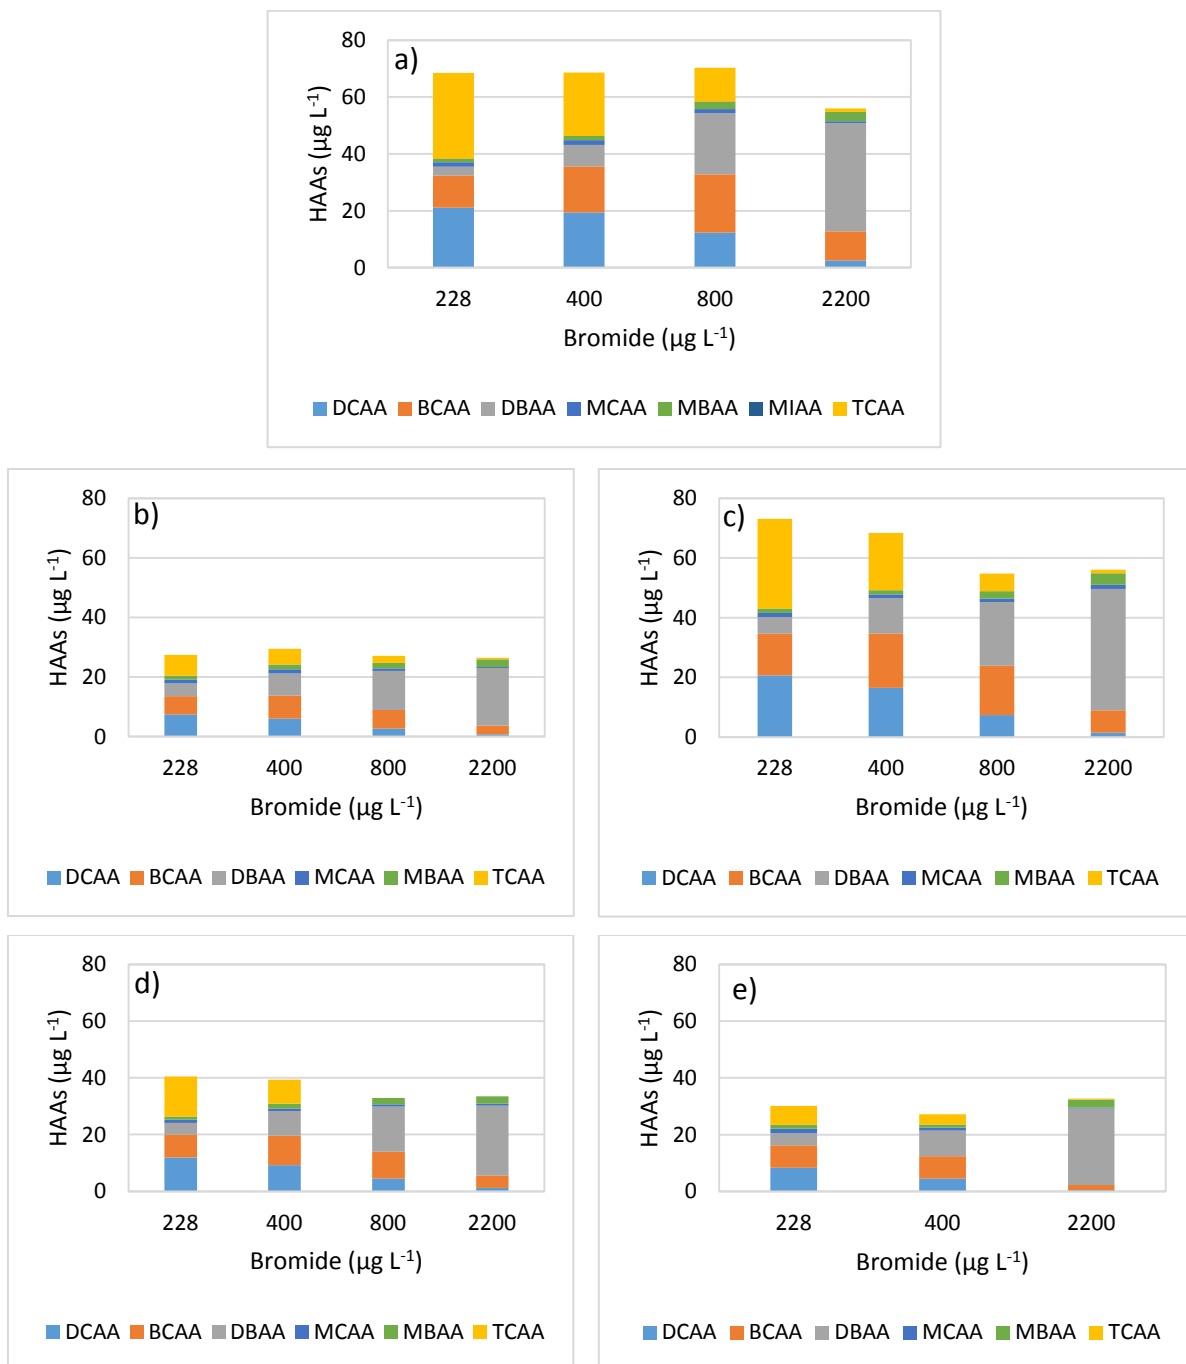 a)
80
60
40
20
0
HAAs (µg L-1)
228 400 800 2200
Bromide (µg L-1)
DCAA BCAA DBAA MCAA MBAA MIAA TCAA
b)
80
60
40
20
0
HAAs (µg L-1)
228 400 800 2200
Bromide (µg L-1)
DCAA BCAA DBAA MCAA MBAA TCAA
c)
80
60
40
20
0
HAAs (µg L-1)
228 400 800 2200
Bromide (µg L-1)
DCAA BCAA DBAA MCAA MBAA TCAA
d)
80
60
40
20
0
HAAs (µg L-1)
228 400 800 2200
Bromide (µg L-1)
DCAA BCAA DBAA MCAA MBAA TCAA
e)
80
60
40
20
0
HAAs (µg L-1)
228 400 2200
Bromide (µg L-1)
DCAA BCAA DBAA MCAA MBAA TCAA